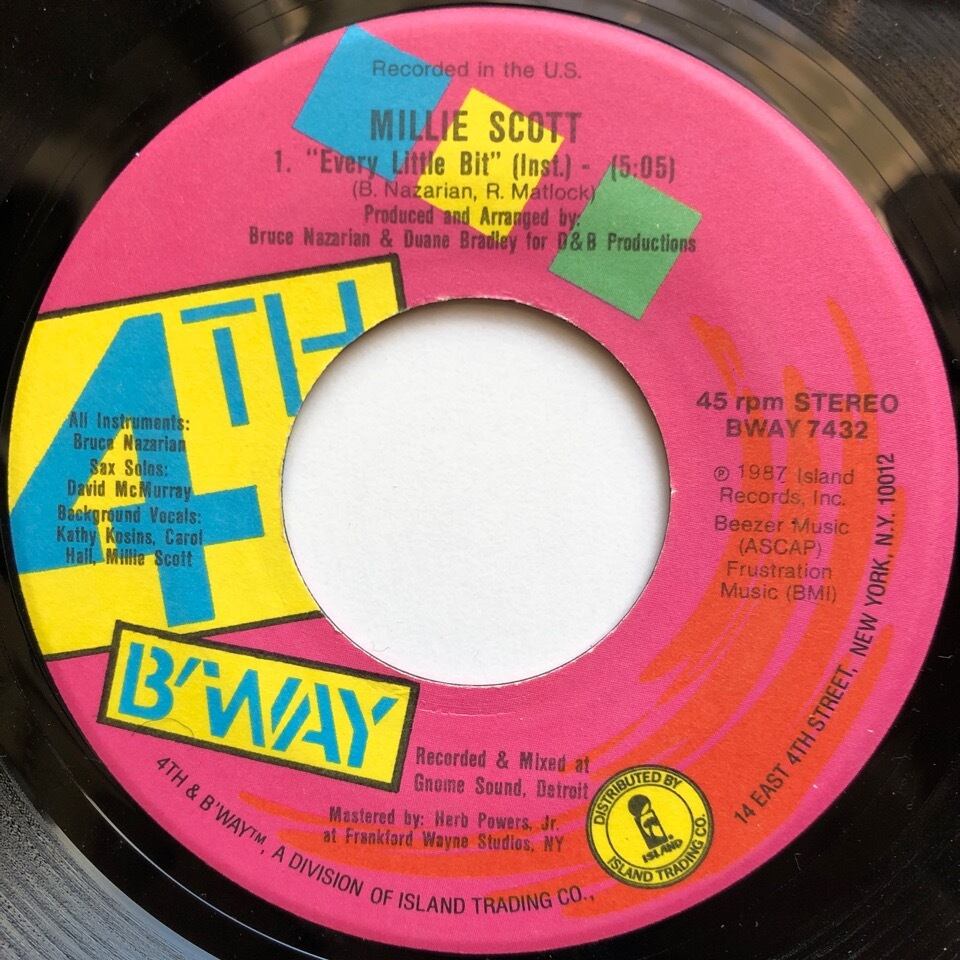 Recorded in the U.S.
MILLIE SCOTT
1. "Every Little Bit" (Inst.) - (5:05)
(B. Nazarian, R. Matlock)
Produced and Arranged by:
Bruce Nazarian & Duane Bradley for D&B Productions
4TH
All Instruments:
Bruce Nazarian
Sax Solos:
David McMurray
Background Vocals:
Kathy Kosins, Carol
Hall, Millie Scott
B'WAY
45 rpm STEREO
BWAY 7432
℗ 1987 Island
Records, Inc.
Beezer Music
(ASCAP)
Frustration
Music (BMI)
Recorded & Mixed at
Gnome Sound, Detroit
Mastered by: Herb Powers, Jr.
at Frankford Wayne Studios, NY
DISTRIBUTED BY
ISLAND
ISLAND TRADING CO.
4TH & B'WAY™, A DIVISION OF ISLAND TRADING CO.,
14 EAST 4TH STREET, NEW YORK, N.Y. 10012